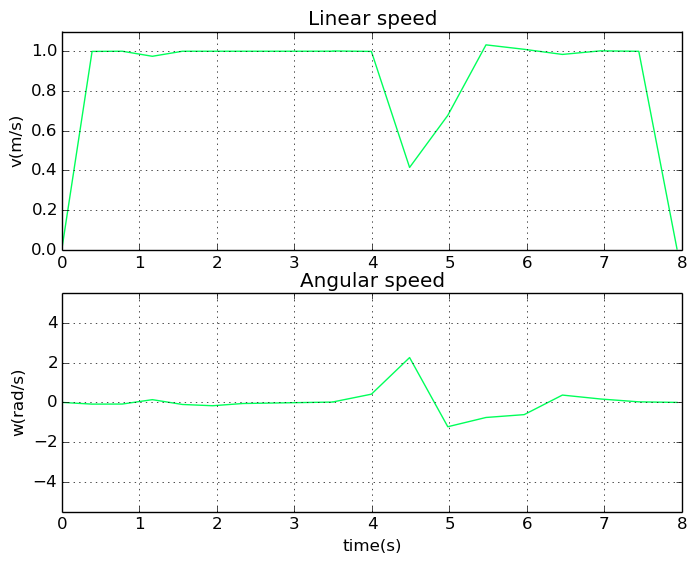 Linear speed
1.0
0.8
0.6
0.4
0.2
0.0
v(m/s)
0 1 2 3 4 5 6 7 8
Angular speed
4
2
0
−2
−4
w(rad/s)
0 1 2 3 4 5 6 7 8
time(s)